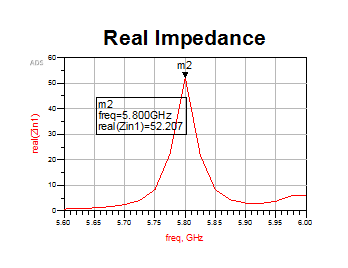 Real Impedance
m2
ADS
60
50
40
30
20
10
0
m2
freq=5.800GHz
real(Zin1)=52.207
real(Zin1)
5.60
5.65
5.70
5.75
5.80
5.85
5.90
5.95
6.00
freq, GHz